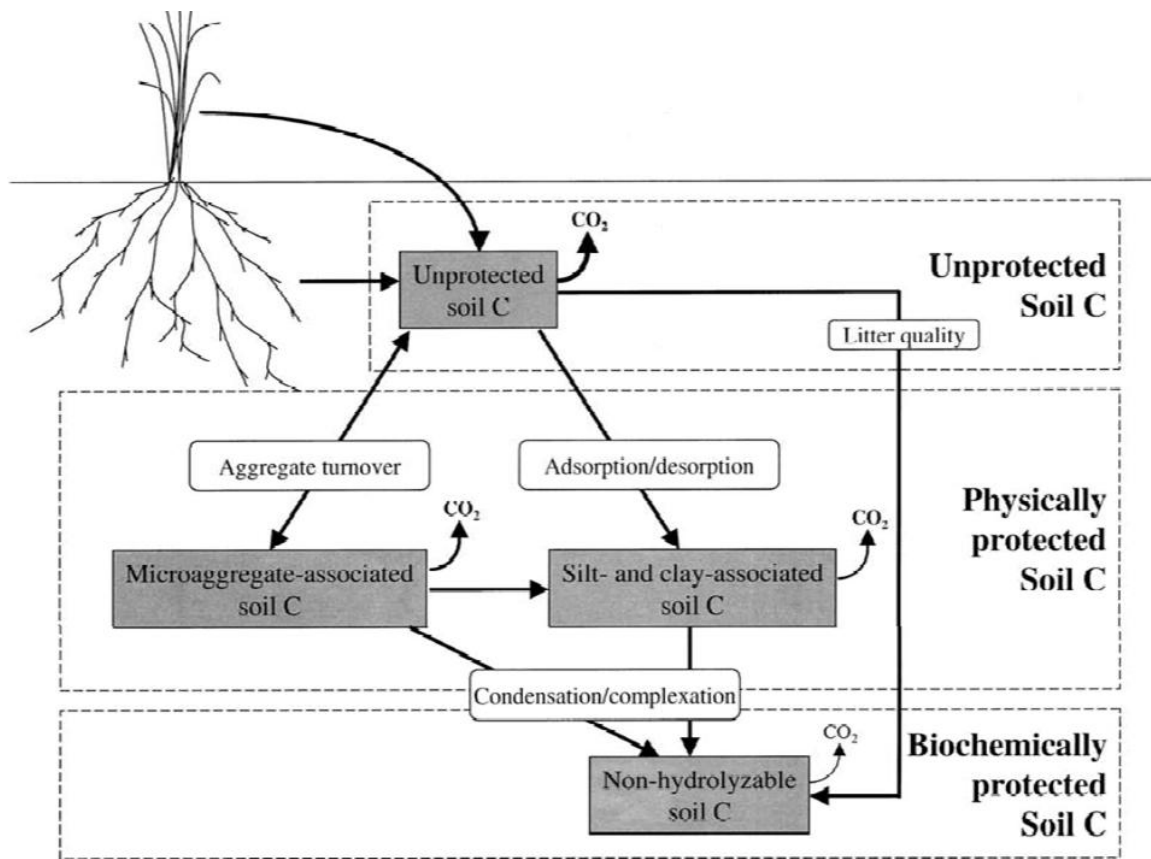 CO₂
Unprotected
soil C
Unprotected
Soil C
Litter quality
Aggregate turnover
Adsorption/desorption
CO₂
CO₂
Physically
protected
Soil C
Microaggregate-associated
soil C
Silt- and clay-associated
soil C
Condensation/complexation
CO₂
Biochemically
protected
Soil C
Non-hydrolyzable
soil C